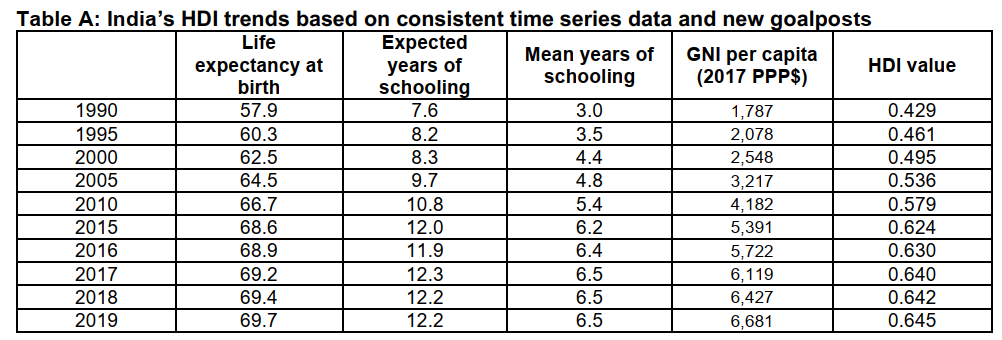 Table A: India’s HDI trends based on consistent time series data and new goalposts
Life expectancy at birth Expected years of schooling Mean years of schooling GNI per capita (2017 PPP$) HDI value
1990 57.9 7.6 3.0 1,787 0.429
1995 60.3 8.2 3.5 2,078 0.461
2000 62.5 8.3 4.4 2,548 0.495
2005 64.5 9.7 4.8 3,217 0.536
2010 66.7 10.8 5.4 4,182 0.579
2015 68.6 12.0 6.2 5,391 0.624
2016 68.9 11.9 6.4 5,722 0.630
2017 69.2 12.3 6.5 6,119 0.640
2018 69.4 12.2 6.5 6,427 0.642
2019 69.7 12.2 6.5 6,681 0.645